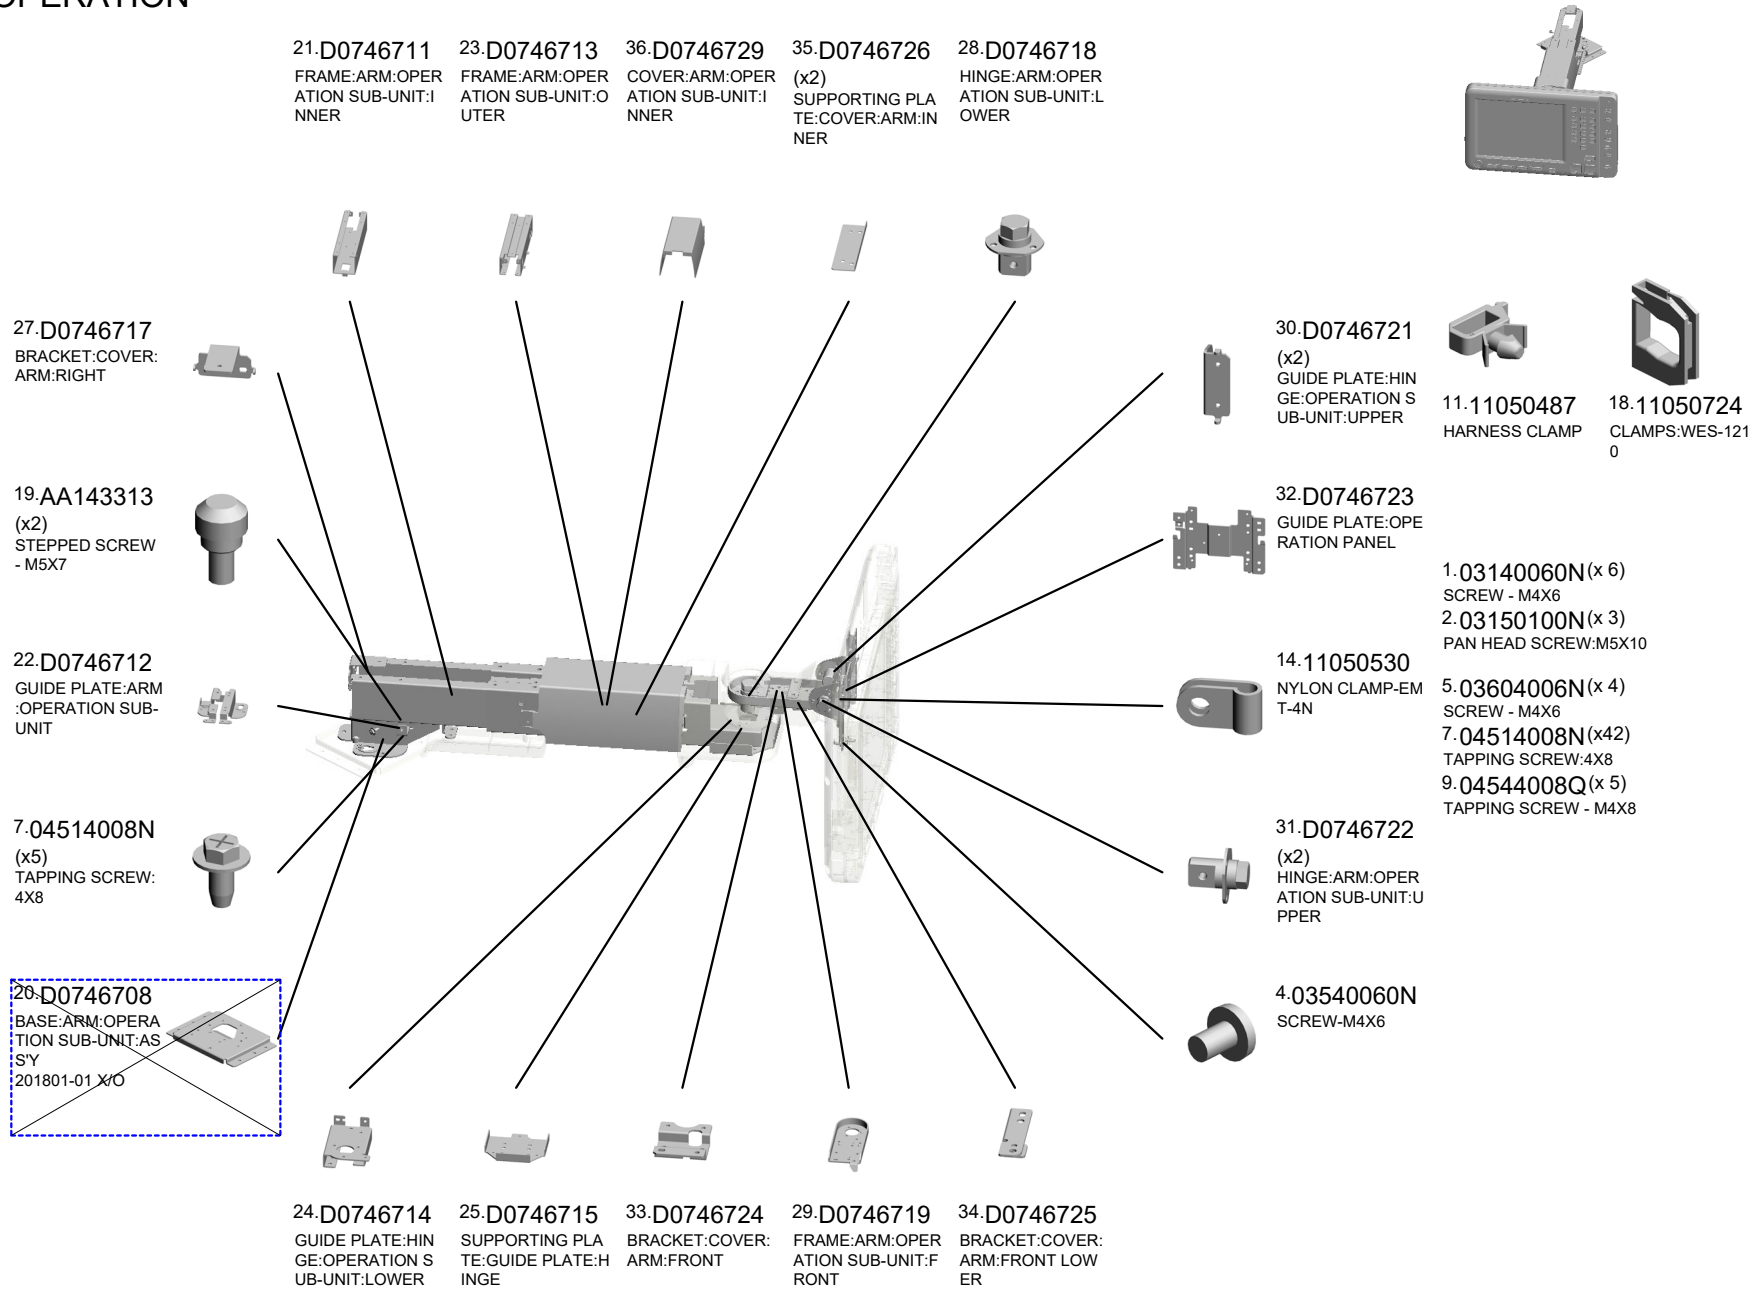 OPERATION
21.D0746711
FRAME:ARM:OPER
ATION SUB-UNIT:I
NNER
23.D0746713
FRAME:ARM:OPER
ATION SUB-UNIT:O
UTER
36.D0746729
COVER:ARM:OPER
ATION SUB-UNIT:I
NNER
35.D0746726
(x2)
SUPPORTING PLA
TE:COVER:ARM:IN
NER
28.D0746718
HINGE:ARM:OPER
ATION SUB-UNIT:L
OWER
27.D0746717
BRACKET:COVER:
ARM:RIGHT
19.AA143313
(x2)
STEPPED SCREW
- M5X7
22.D0746712
GUIDE PLATE:ARM
:OPERATION SUB-
UNIT
7.04514008N
(x5)
TAPPING SCREW:
4X8
20.D0746708
BASE:ARM:OPERA
TION SUB-UNIT:AS
S'Y
201801-01 X/O
30.D0746721
(x2)
GUIDE PLATE:HIN
GE:OPERATION S
UB-UNIT:UPPER
32.D0746723
GUIDE PLATE:OPE
RATION PANEL
14.11050530
NYLON CLAMP-EM
T-4N
31.D0746722
(x2)
HINGE:ARM:OPER
ATION SUB-UNIT:U
PPER
4.03540060N
SCREW-M4X6
11.11050487
HARNESS CLAMP
18.11050724
CLAMPS:WES-121
0
1.03140060N(x 6)
SCREW - M4X6
2.03150100N(x 3)
PAN HEAD SCREW:M5X10
5.03604006N(x 4)
SCREW - M4X6
7.04514008N(x42)
TAPPING SCREW:4X8
9.04544008Q(x 5)
TAPPING SCREW - M4X8
24.D0746714
GUIDE PLATE:HIN
GE:OPERATION S
UB-UNIT:LOWER
25.D0746715
SUPPORTING PLA
TE:GUIDE PLATE:H
INGE
33.D0746724
BRACKET:COVER:
ARM:FRONT
29.D0746719
FRAME:ARM:OPER
ATION SUB-UNIT:F
RONT
34.D0746725
BRACKET:COVER:
ARM:FRONT LOW
ER